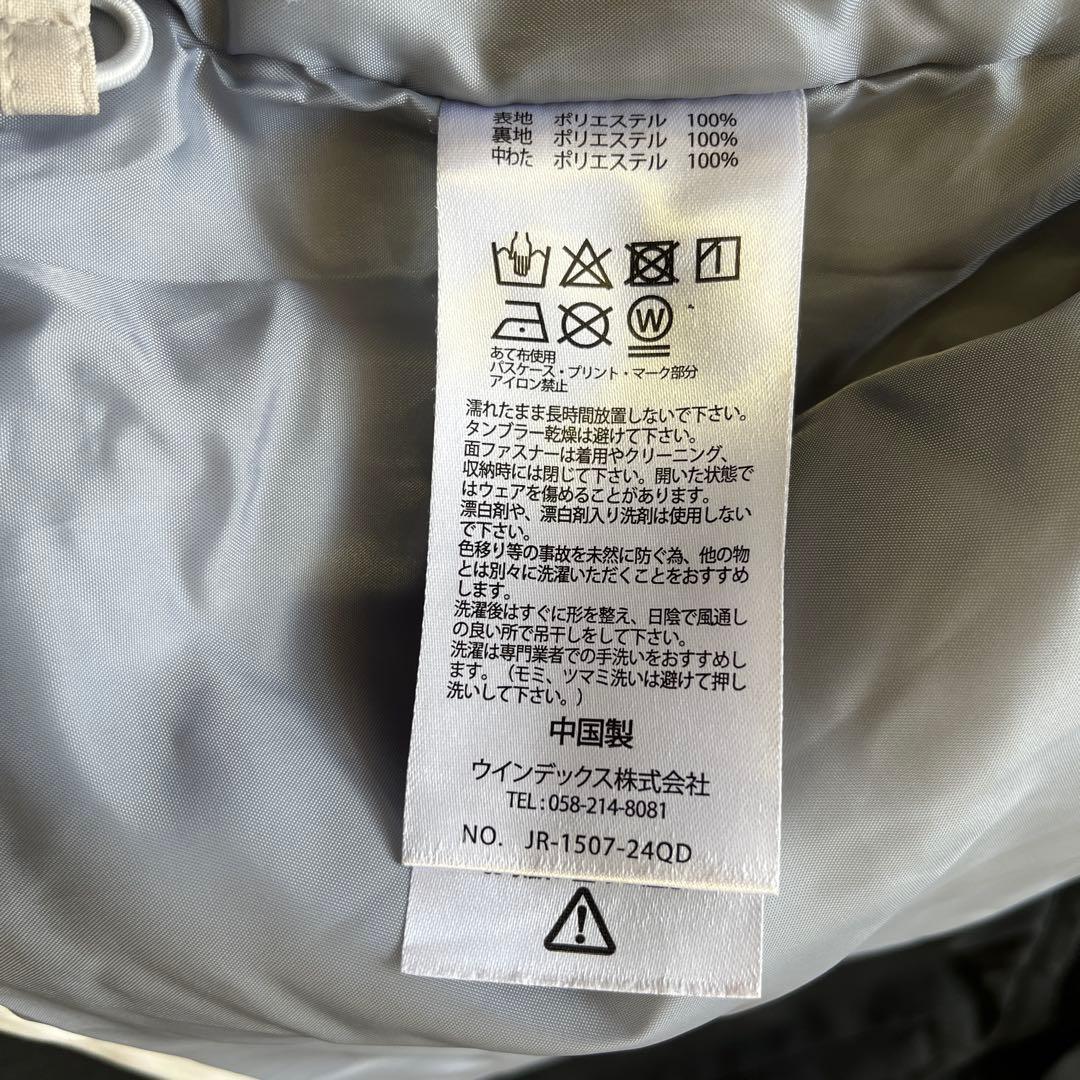 表地 ポリエステル 100%
裏地 ポリエステル 100%
中わた ポリエステル 100%
W
あて布使用
パスケース・プリント・マーク部分
アイロン禁止
濡れたまま長時間放置しないで下さい。
タンブラー乾燥は避けて下さい。
面ファスナーは着用やクリーニング、
収納時には閉じて下さい。開いた状態で
はウェアを傷めることがあります。
漂白剤や、漂白剤入り洗剤は使用しない
で下さい。
色移り等の事故を未然に防ぐ為、他の物
とは別々に洗濯いただくことをおすすめ
します。
洗濯後はすぐに形を整え、日陰で風通し
の良い所で吊干しをして下さい。
洗濯は専門業者での手洗いをおすすめし
ます。（モミ、ツマミ洗いは避けて押し
洗いして下さい。）
中国製
ウインデックス株式会社
TEL:058-214-8081
NO. JR-1507-24QD